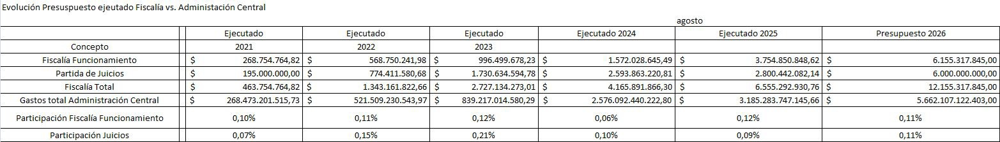 Evolución Presuspuesto ejeutado Fiscalía vs. Administación Central
agosto
Ejecutado Ejecutado Ejecutado Ejecutado 2024 Ejecutado 2025 Presupuesto 2026
Concepto 2021 2022 2023
Fiscalía Funcionamiento $ 268.754.764,82 $ 568.750.241,98 $ 996.499.678,23 $ 1.572.028.645,49 $ 3.754.850.848,62 $ 6.155.317.845,00
Partida de Juicios $ 195.000.000,00 $ 774.411.580,68 $ 1.730.634.594,78 $ 2.593.863.220,81 $ 2.800.442.082,14 $ 6.000.000.000,00
Fiscalía Total $ 463.754.764,82 $ 1.343.161.822,66 $ 2.727.134.273,01 $ 4.165.891.866,30 $ 6.555.292.930,76 $ 12.155.317.845,00
Gastos total Administración Central $ 268.473.201.515,73 $ 521.509.230.543,97 $ 839.217.014.580,29 $ 2.576.092.440.222,80 $ 3.185.283.747.145,66 $ 5.662.107.122.403,00
Participación Fiscalía Funcionamiento 0,10% 0,11% 0,12% 0,06% 0,12% 0,11%
Participación Juicios 0,07% 0,15% 0,21% 0,10% 0,09% 0,11%